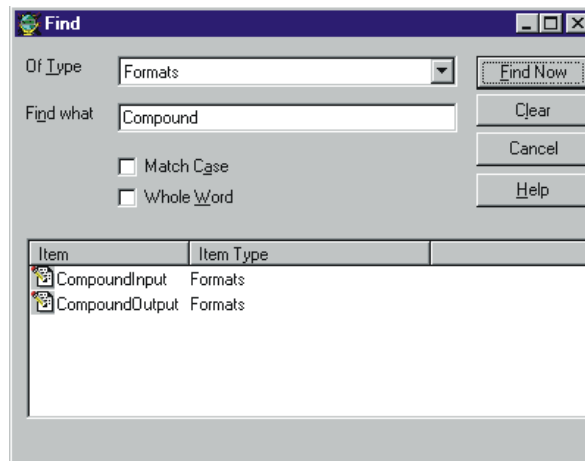 Find
Of Type Formats Find Now
Find what Compound Clear
Cancel
Match Case
Whole Word Help
Item Item Type
CompoundInput Formats
CompoundOutput Formats